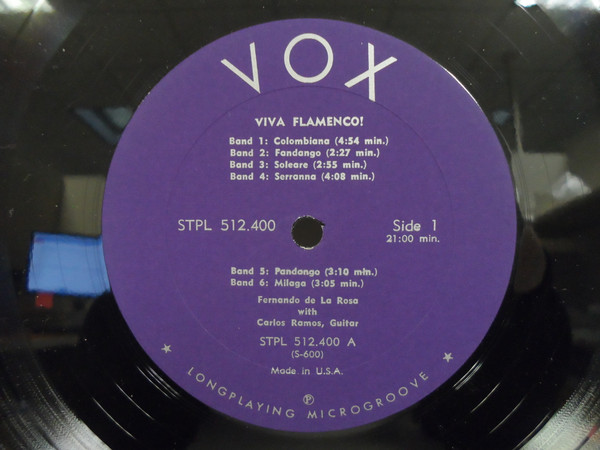 VOX
VIVA FLAMENCO!
Band 1: Colombiana (4:54 min.)
Band 2: Fandango (2:27 min.)
Band 3: Soleare (2:55 min.)
Band 4: Serranna (4:08 min.)
STPL 512.400
Side 1
21:00 min.
Band 5: Pandango (3:10 min.)
Band 6: Milaga (3:05 min.)
Fernando de La Rosa
with
Carlos Ramos, Guitar
STPL 512.400 A
(S-600)
Made in U.S.A.
℗
★ LONGPLAYING MICROGROOVE ★